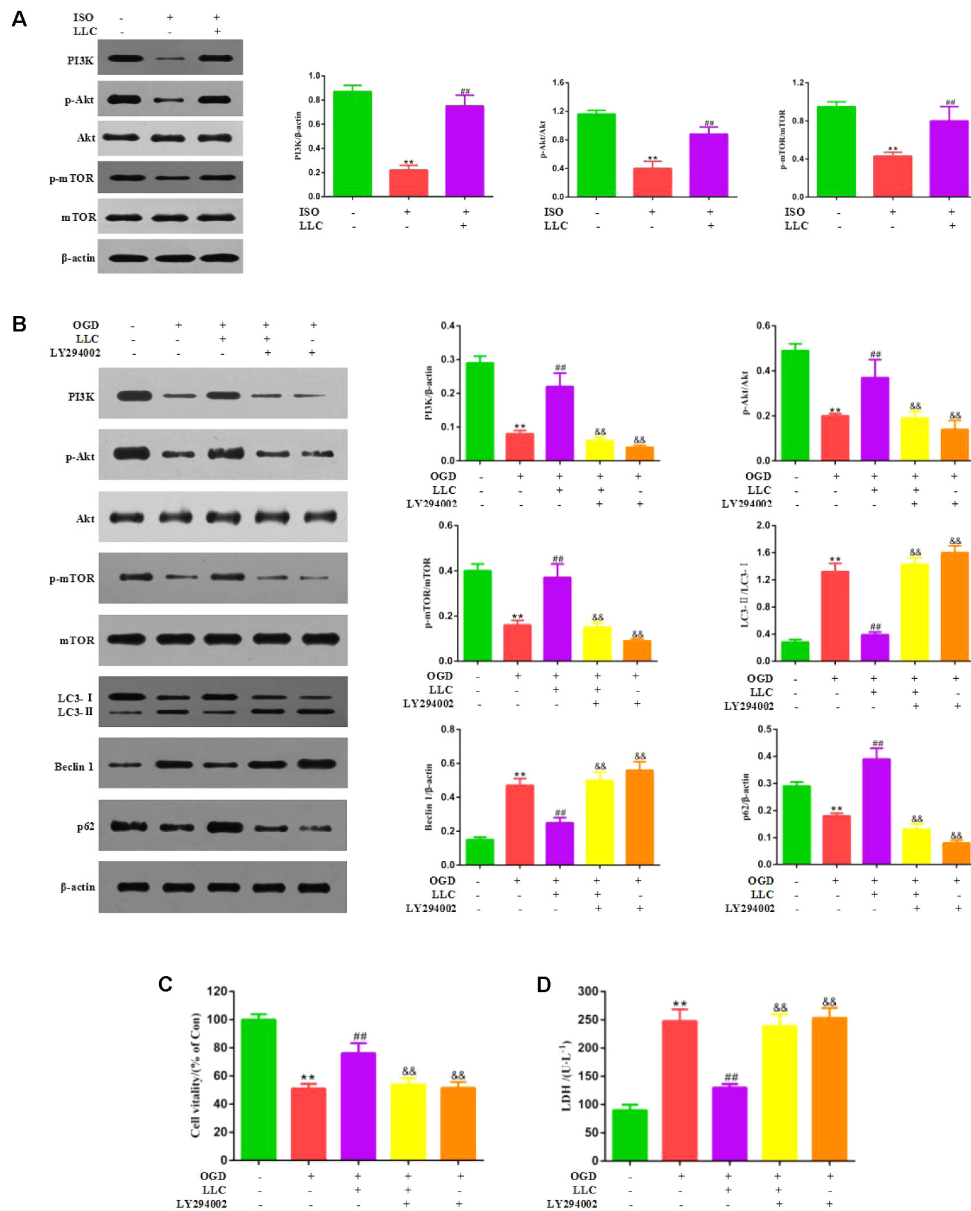 A
ISO - + +
LLC - - +
PI3K
p-Akt
Akt
p-mTOR
mTOR
β-actin
PI3K/β-actin
1.0
0.8
0.6
0.4
0.2
0.0
**
##
ISO - + +
LLC - - +
p-Akt/Akt
1.6
1.2
0.8
0.4
0.0
**
##
ISO - + +
LLC - - +
p-mTOR/mTOR
1.2
0.8
0.4
0.0
**
##
ISO - + +
LLC - - +
B
OGD - + + + +
LLC - - + + -
LY294002 - - - + +
PI3K
p-Akt
Akt
p-mTOR
mTOR
LC3-Ⅰ
LC3-Ⅱ
Beclin 1
p62
β-actin
PI3K/β-actin
0.4
0.3
0.2
0.1
0.0
**
##
&&
&&
OGD - + + + +
LLC - - + + -
LY294002 - - - + +
p-Akt/Akt
0.6
0.4
0.2
0.0
**
##
&&
&&
OGD - + + + +
LLC - - + + -
LY294002 - - - + +
p-mTOR/mTOR
0.6
0.4
0.2
0.0
**
##
&&
&&
OGD - + + + +
LLC - - + + -
LY294002 - - - + +
LC3-Ⅱ/LC3-Ⅰ
2.0
1.6
1.2
0.8
0.4
0.0
**
##
&&
&&
OGD - + + + +
LLC - - + + -
LY294002 - - - + +
Beclin 1/β-actin
0.8
0.6
0.4
0.2
0.0
**
##
&&
&&
OGD - + + + +
LLC - - + + -
LY294002 - - - + +
p62/β-actin
0.5
0.4
0.3
0.2
0.1
0.0
**
##
&&
&&
OGD - + + + +
LLC - - + + -
LY294002 - - - + +
C
Cell vitality/(% of Con)
120
100
80
60
40
20
0
**
##
&&
&&
OGD - + + + +
LLC - - + + -
LY294002 - - - + +
D
LDH /(U·L⁻¹)
300
250
200
150
100
50
0
**
##
&&
&&
OGD - + + + +
LLC - - + + -
LY294002 - - - + +